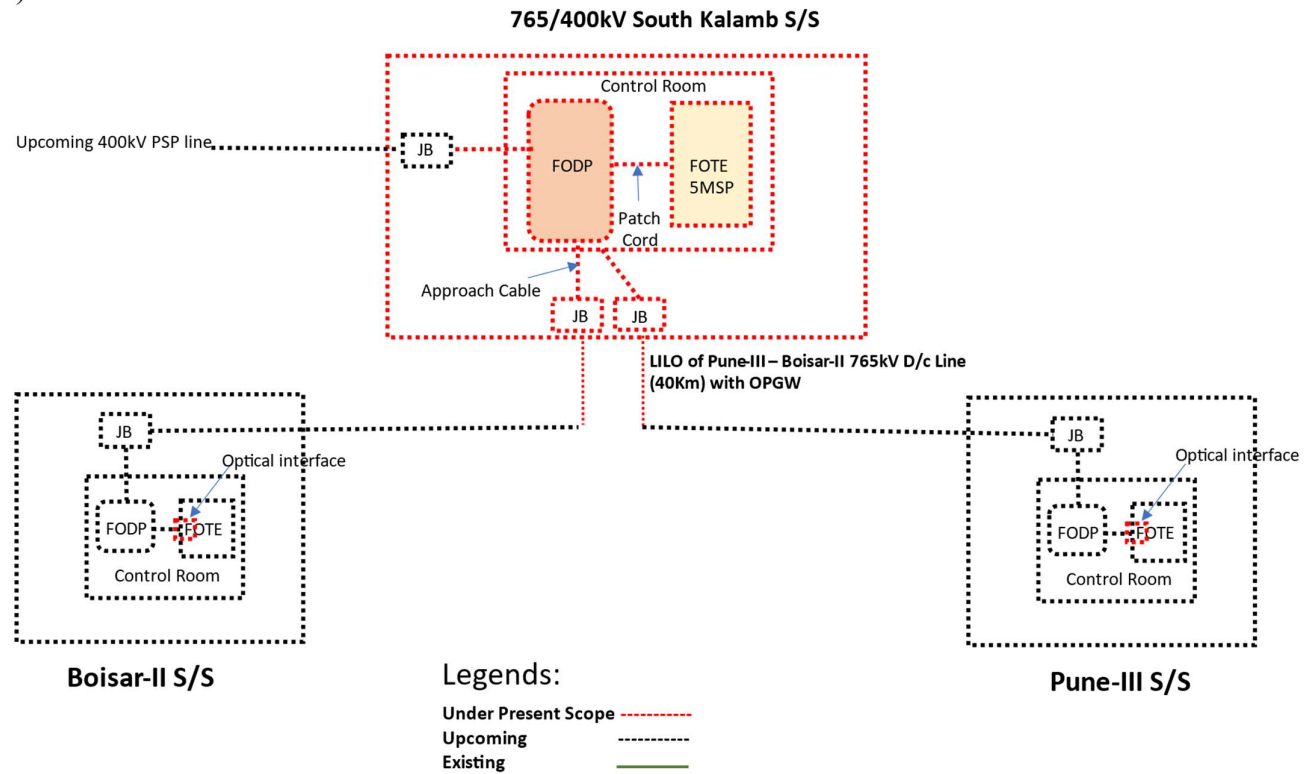 )
765/400kV South Kalamb S/S
Control Room
Upcoming 400kV PSP line
JB
FODP
FOTE
5MSP
Patch
Cord
Approach Cable
JB
JB
LILO of Pune-III – Boisar-II 765kV D/c Line
(40Km) with OPGW
JB
Optical interface
FODP
FOTE
Control Room
Boisar-II S/S
JB
Optical interface
FODP
FOTE
Control Room
Pune-III S/S
Legends:
Under Present Scope
Upcoming
Existing